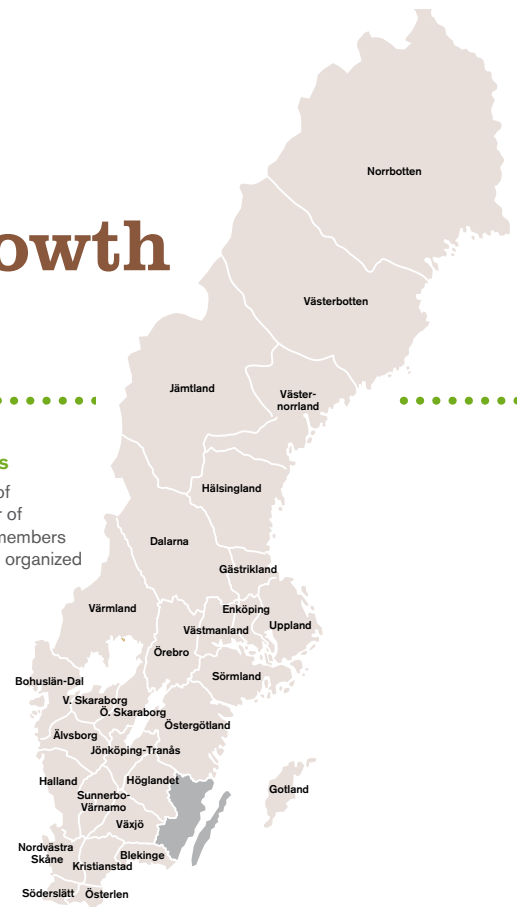 Norrbotten
owth
Västerbotten
Jämtland
Väster-
norrland
s
of
r of
members
organized
Hälsingland
Dalarna
Gästrikland
Värmland
Enköping
Uppland
Västmanland
Örebro
Sörmland
Bohuslän-Dal
V. Skaraborg
Ö. Skaraborg
Östergötland
Älvsborg
Jönköping-Tranås
Halland
Höglandet
Gotland
Sunnerbo-
Värnamo
Växjö
Nordvästra
Skåne
Blekinge
Kristianstad
Söderslätt
Österlen